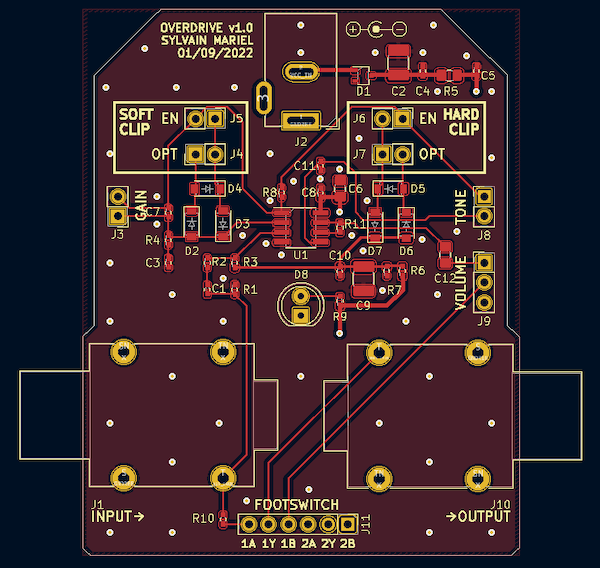 OVERDRIVE v1.0
SYLVAIN MARIEL
01/09/2022
J2
D1
C2
C4
R5
C5
SOFT
CLIP
EN
J5
OPT
J4
J6
EN
HARD
CLIP
J7
OPT
C11
R8
C8
C6
D4
D5
GAIN
J3
C7
R4
C3
D2
D3
U1
R11
D7
D6
TONE
J8
R2
R3
C1
R1
D8
C10
C9
R7
R6
R9
C12
VOLUME
J9
J1
INPUT→
R10
FOOTSWITCH
1A 1Y 1B 2A 2Y 2B
J11
J10
→OUTPUT